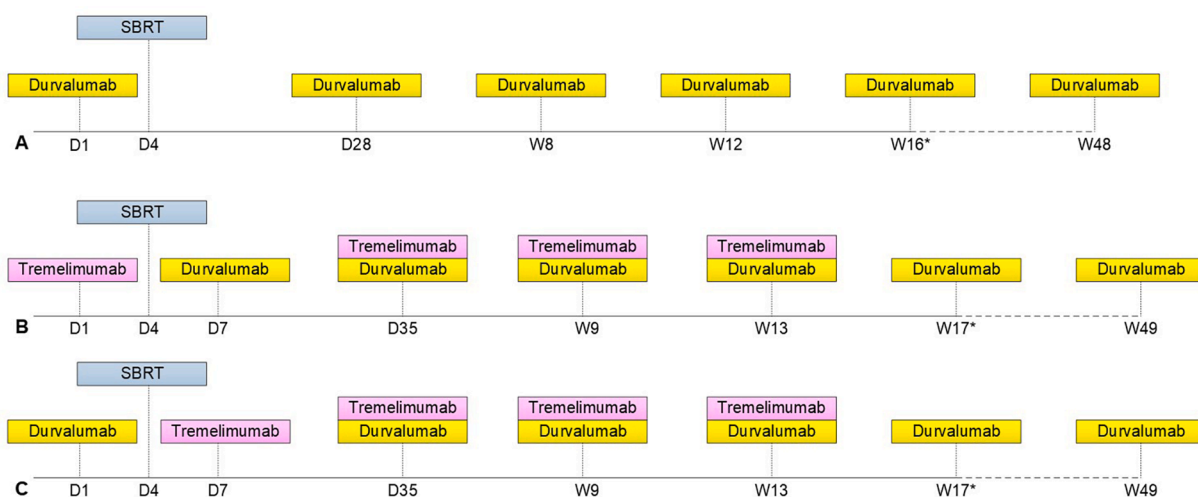 SBRT
Durvalumab Durvalumab Durvalumab Durvalumab Durvalumab Durvalumab
A D1 D4 D28 W8 W12 W16* W48
SBRT
Tremelimumab Tremelimumab Tremelimumab
Tremelimumab Durvalumab Durvalumab Durvalumab Durvalumab Durvalumab Durvalumab
B D1 D4 D7 D35 W9 W13 W17* W49
SBRT
Tremelimumab Tremelimumab Tremelimumab
Durvalumab Tremelimumab Durvalumab Durvalumab Durvalumab Durvalumab Durvalumab
C D1 D4 D7 D35 W9 W13 W17* W49